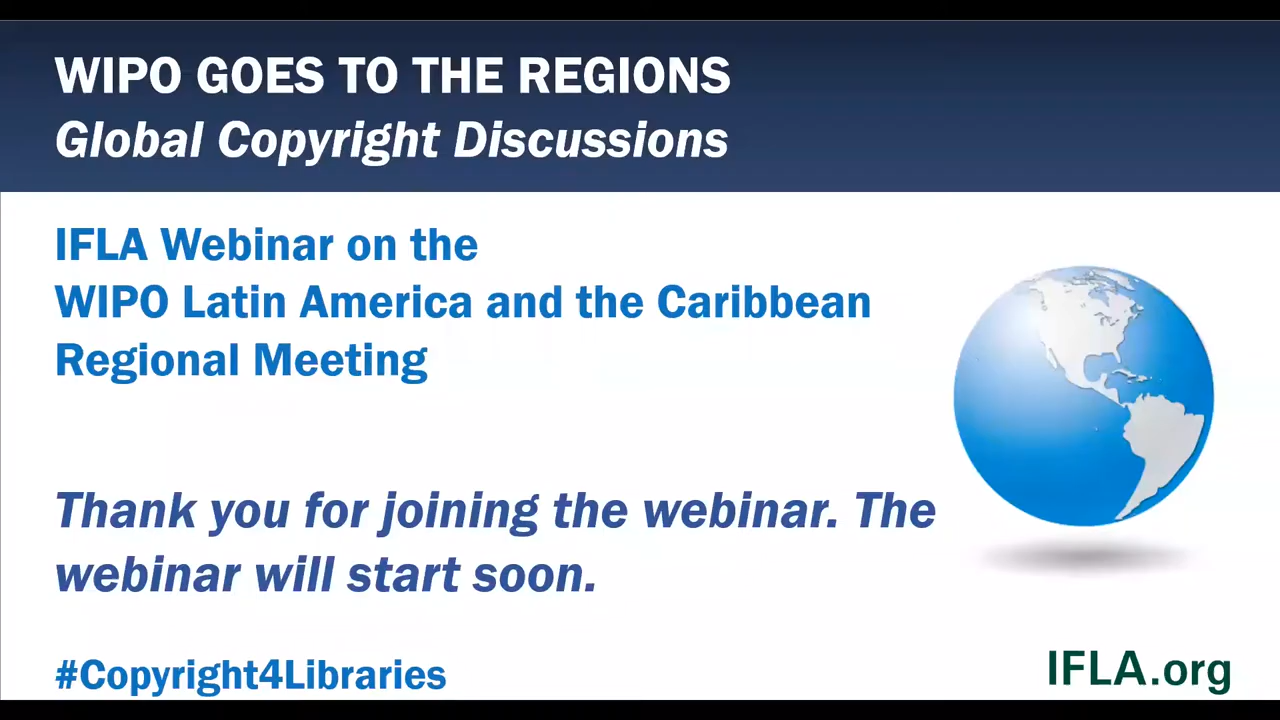 WIPO GOES TO THE REGIONS
Global Copyright Discussions
IFLA Webinar on the
WIPO Latin America and the Caribbean
Regional Meeting
Thank you for joining the webinar. The
webinar will start soon.
#Copyright4Libraries
IFLA.org